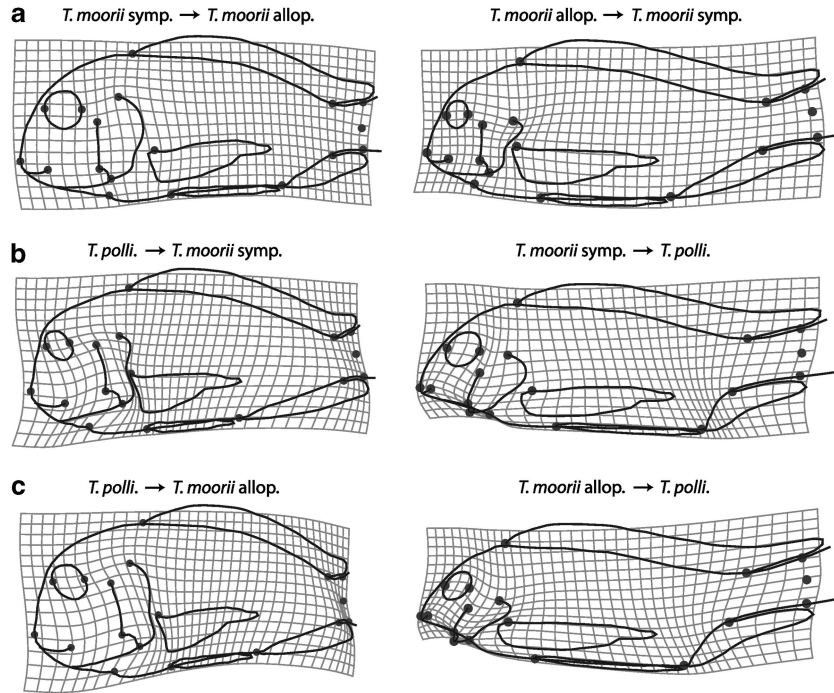 a
T. moorii symp. → T. moorii allop.
T. moorii allop. → T. moorii symp.
b
T. polli. → T. moorii symp.
T. moorii symp. → T. polli.
c
T. polli. → T. moorii allop.
T. moorii allop. → T. polli.